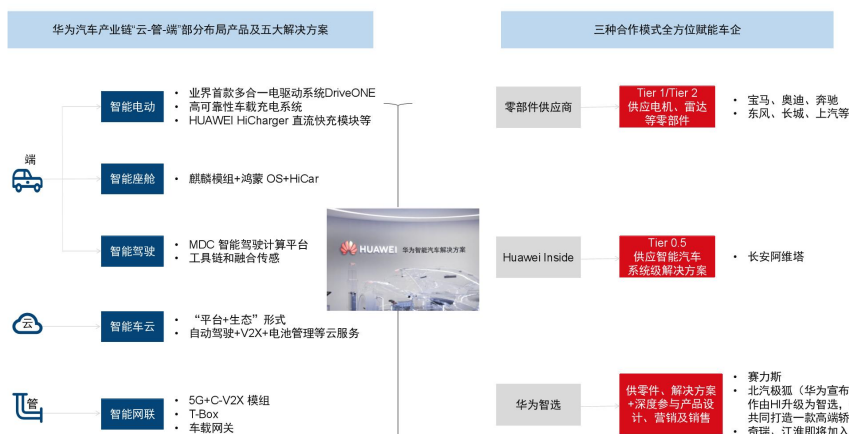 华为汽车产业链“云-管-端”部分布局产品及五大解决方案
端
智能电动
• 业界首款多合一电驱动系统DriveONE
• 高可靠性车载充电系统
• HUAWEI HiCharger 直流快充模块等
智能座舱
• 麒麟模组+鸿蒙 OS+HiCar
智能驾驶
• MDC 智能驾驶计算平台
• 工具链和融合传感
云
智能车云
• “平台+生态”形式
• 自动驾驶+V2X+电池管理等云服务
管
智能网联
• 5G+C-V2X 模组
• T-Box
• 车载网关
HUAWEI 华为智能汽车解决方案
三种合作模式全方位赋能车企
零部件供应商
Tier 1/Tier 2
供应电机、雷达
等零部件
• 宝马、奥迪、奔驰
• 东风、长城、上汽等
Huawei Inside
Tier 0.5
供应智能汽车
系统级解决方案
• 长安阿维塔
华为智选
供零件、解决方案
+深度参与产品设
计、营销及销售
• 赛力斯
• 北汽极狐（华为宣布
作由HI升级为智选，
共同打造一款高端轿
• 奇瑞、江淮即将加入